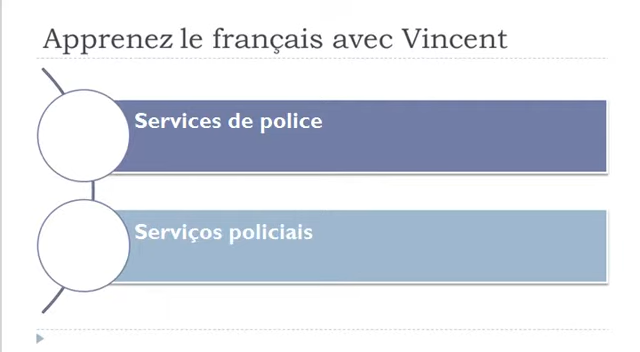 Apprenez le français avec Vincent
Services de police
Serviços policiais